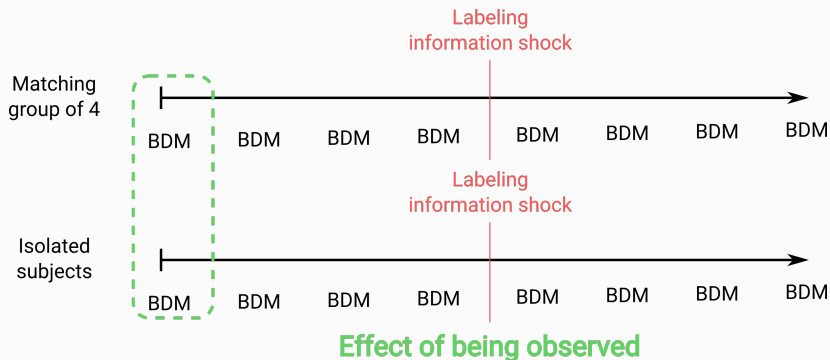 Labeling
information shock
Matching
group of 4
BDM BDM BDM BDM BDM BDM BDM BDM
Labeling
information shock
Isolated
subjects
BDM BDM BDM BDM BDM BDM BDM BDM
Effect of being observed